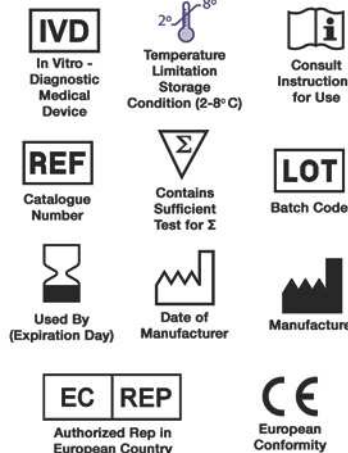 IVD
In Vitro -
Diagnostic
Medical
Device
2° 8°
Temperature
Limitation
Storage
Condition (2-8°C)
i
Consult
Instruction
for Use
REF
Catalogue
Number
Σ
Contains
Sufficient
Test for Σ
LOT
Batch Code
Used By
(Expiration Day)
Date of
Manufacturer
Manufacture
EC REP
Authorized Rep in
European Country
CE
European
Conformity